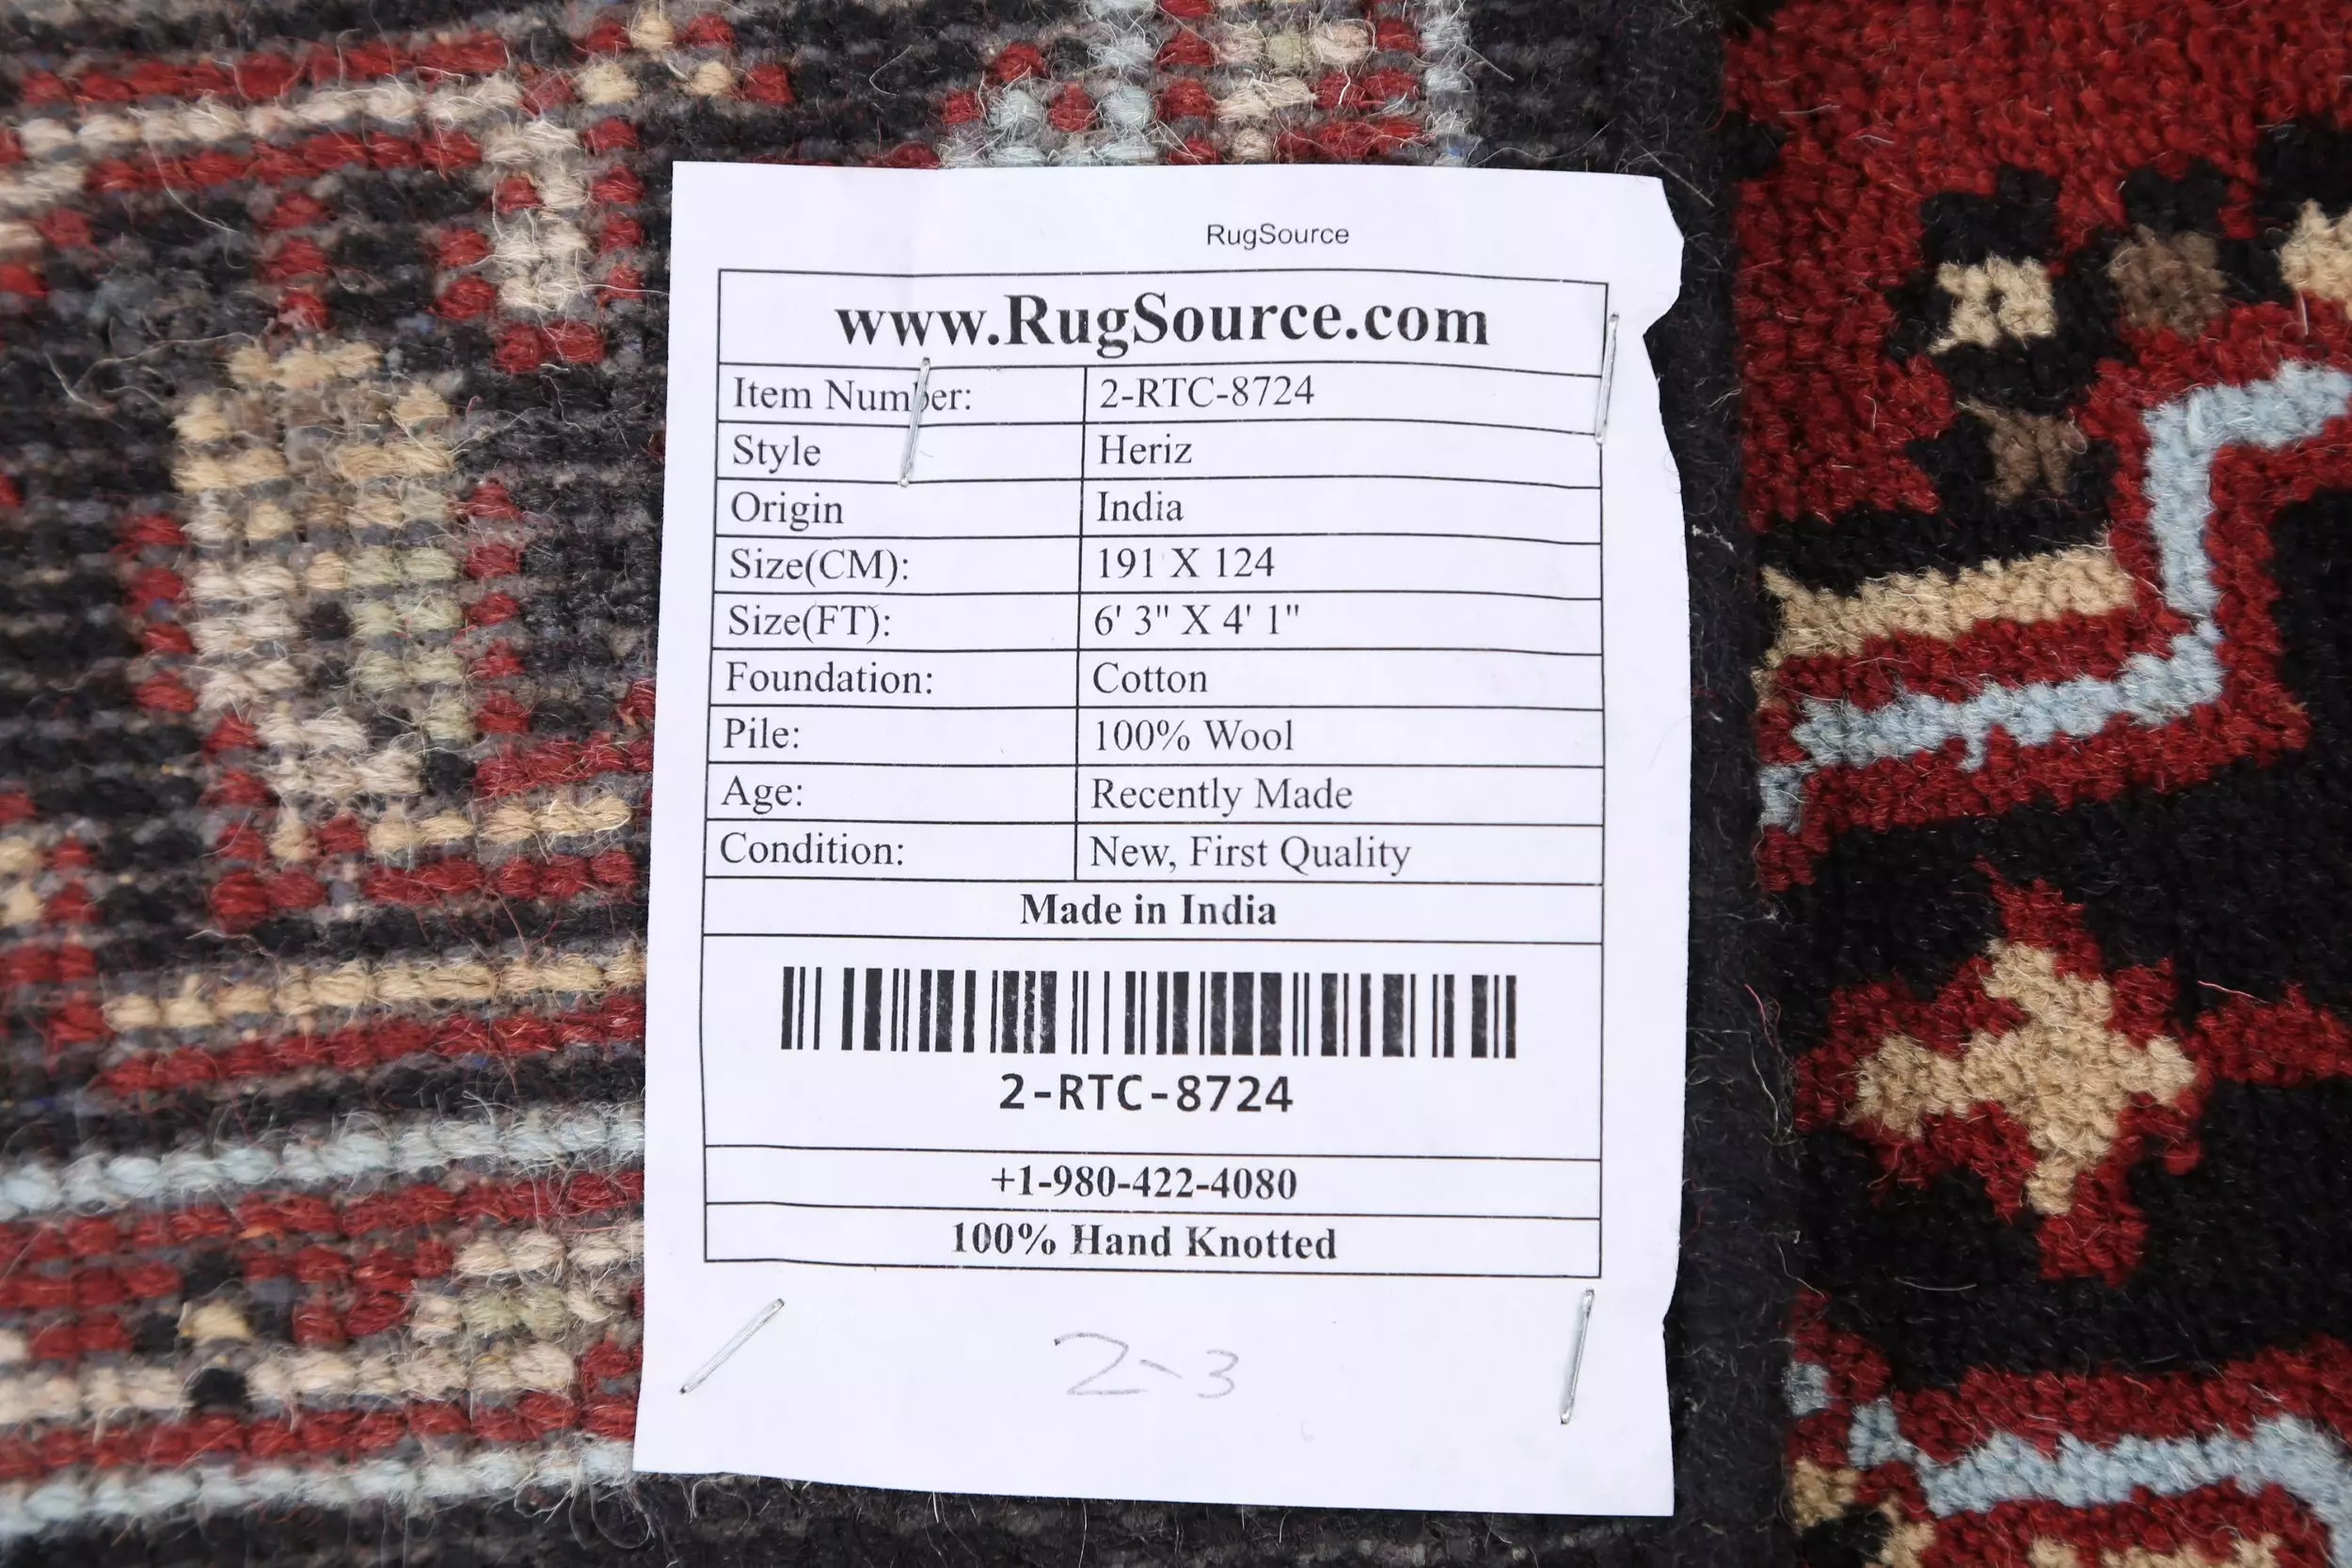 RugSource
www.RugSource.com
Item Number: 2-RTC-8724
Style Heriz
Origin India
Size(CM): 191 X 124
Size(FT): 6' 3" X 4' 1"
Foundation: Cotton
Pile: 100% Wool
Age: Recently Made
Condition: New, First Quality
Made in India
2-RTC-8724
+1-980-422-4080
100% Hand Knotted
2-3